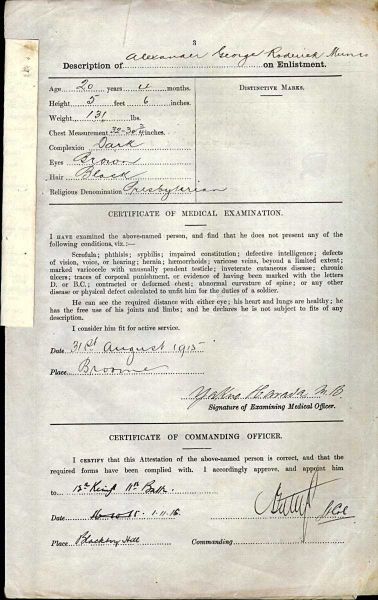 3
Description of Alexander George Roderick Munro on Enlistment.
Age 20 years 4 months.
Height 5 feet 6 inches.
Weight 131 lbs.
Chest Measurement inches.
Complexion Dark
Eyes Brown
Hair Black
Religious Denomination Presbyterian
DISTINCTIVE MARKS.
CERTIFICATE OF MEDICAL EXAMINATION.
I HAVE examined the above-named person, and find that he does not present any of the
following conditions, viz.:—
Scrofula; phthisis; syphilis; impaired constitution; defective intelligence; defects
of vision, voice, or hearing; hernia; hemorrhoids; varicose veins, beyond a limited extent;
marked varicocele with unusually pendent testicle; inveterate cutaneous disease; chronic
ulcers; traces of corporal punishment, or evidence of having been marked with the letters
D. or B.C.; contracted or deformed chest; abnormal curvature of spine; or any other
disease or physical defect calculated to unfit him for the duties of a soldier.
He can see the required distance with either eye; his heart and lungs are healthy; he
has the free use of his joints and limbs; and he declares he is not subject to fits of any
description.
I consider him fit for active service.
Date 31st August 1915
Place Broome
M.B.
Signature of Examining Medical Officer.
CERTIFICATE OF COMMANDING OFFICER.
I CERTIFY that this Attestation of the above-named person is correct, and that the
required forms have been complied with. I accordingly approve, and appoint him
to 13th Reinf 11th Battn.
Date 1.11.15.
Place Blackboy Hill
Commanding